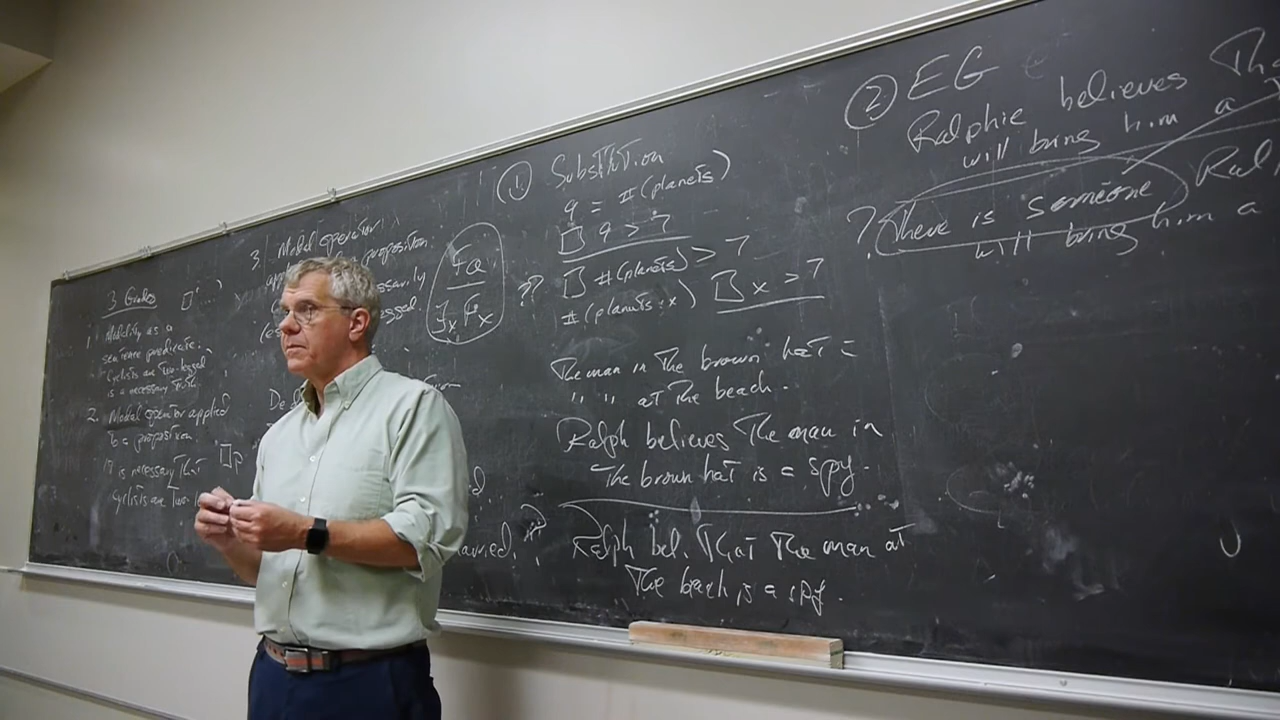 3 Grades □(...)
1. Modality as a
sentence predicate:
"Cyclists are two-legged"
is a necessary truth.
2. Modal operator applied
to a proposition □p
It is necessary that
cyclists are two-
3. Modal operator
proposition
Fa
∃x Fx
① Substitution
9 = #(planets)
□ 9 > 7
?? □ #(planets) > 7
#(planets: x) □ x > 7
The man in the brown hat =
" " " at the beach.
Ralph believes the man in
the brown hat is a spy.
Ralph bel. that the man at
the beach is a spy.
② EG
Ralphie believes Tha
will bring him a
? There is someone Ral
will bring him a